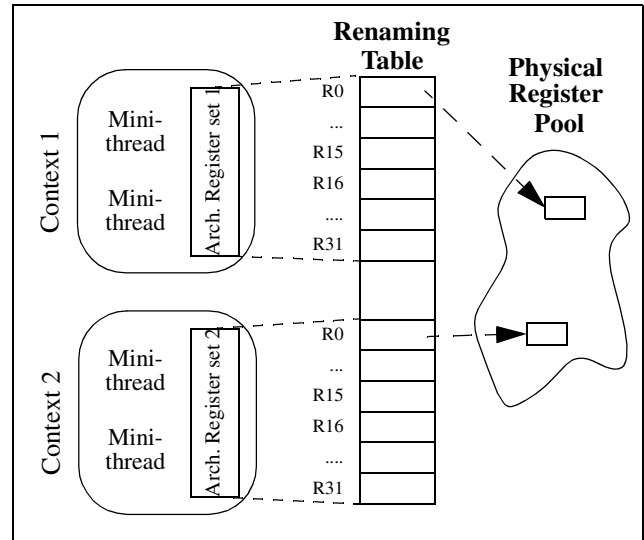 Renaming
Table
Physical
Register
Pool
Context 1
Mini-
thread
Mini-
thread
Arch. Register set 1
R0
...
R15
R16
....
R31
Context 2
Mini-
thread
Mini-
thread
Arch. Register set 2
R0
...
R15
R16
....
R31